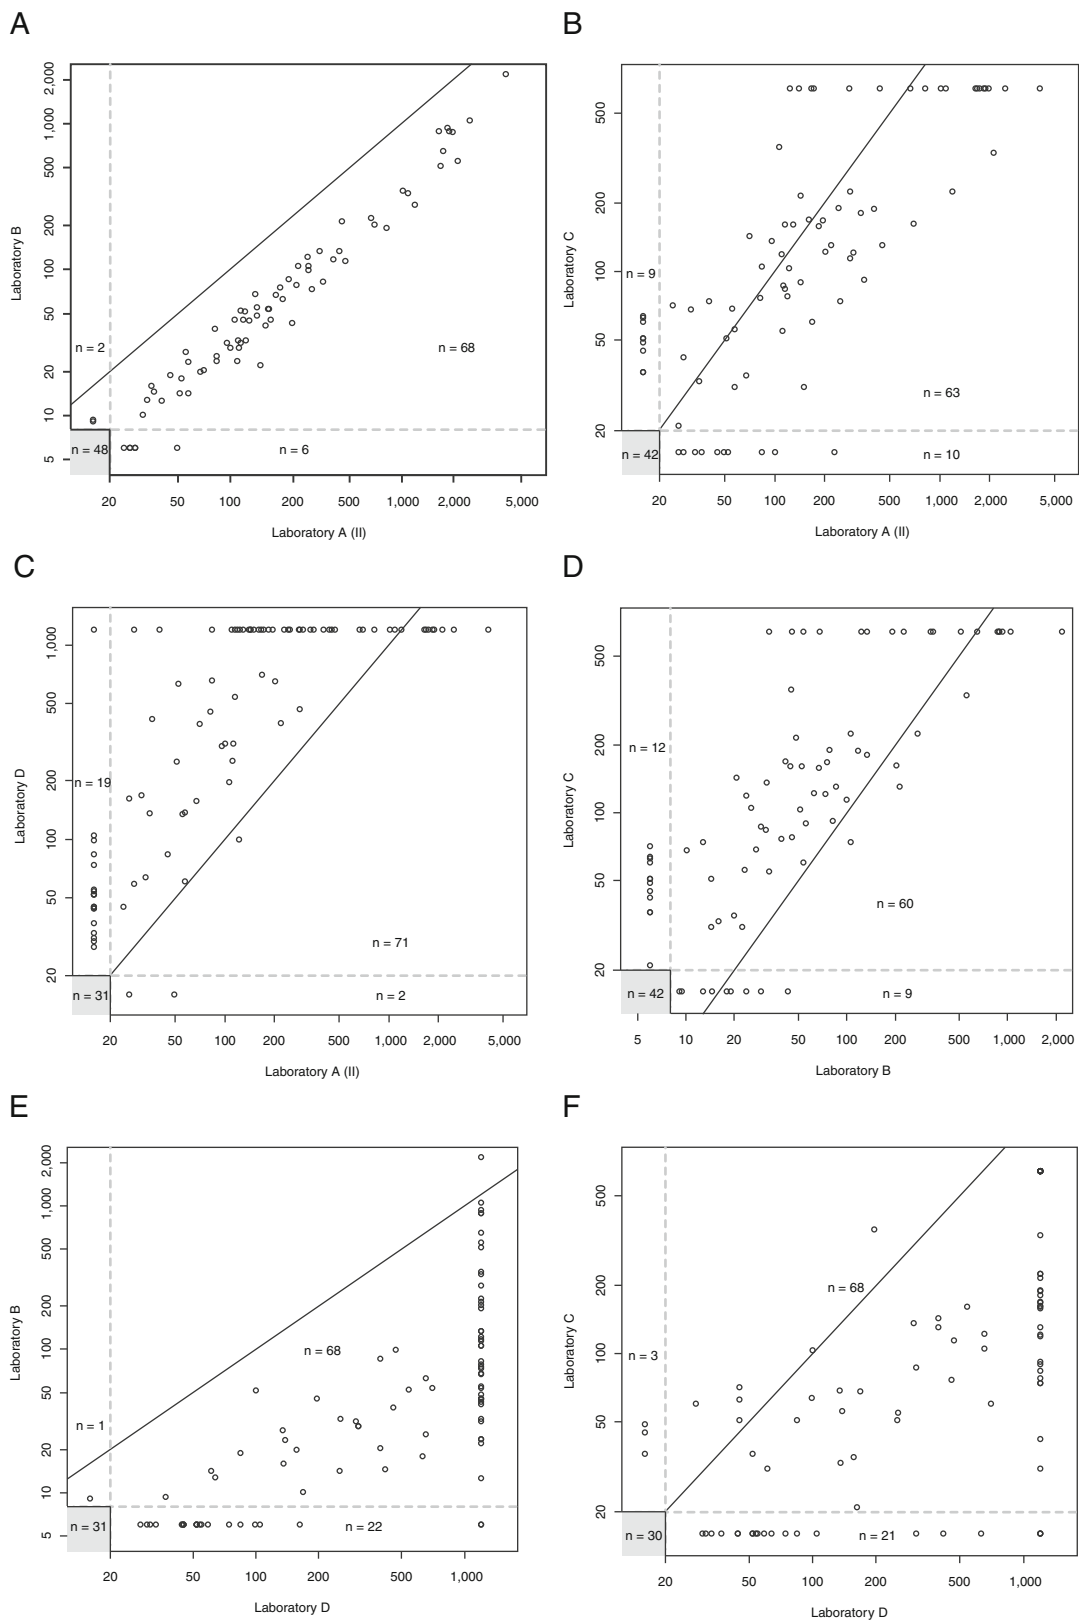 A
2,000
1,000
500
200
100
50
20
10
5
Laboratory B
n = 2
n = 68
n = 48
n = 6
20 50 100 200 500 1,000 2,000 5,000
Laboratory A (II)
B
500
200
100
50
20
Laboratory C
n = 9
n = 63
n = 42
n = 10
20 50 100 200 500 1,000 2,000 5,000
Laboratory A (II)
C
1,000
500
200
100
50
20
Laboratory D
n = 19
n = 71
n = 31
n = 2
20 50 100 200 500 1,000 2,000 5,000
Laboratory A (II)
D
500
200
100
50
20
Laboratory C
n = 12
n = 60
n = 42
n = 9
5 10 20 50 100 200 500 1,000 2,000
Laboratory B
E
2,000
1,000
500
200
100
50
20
10
5
Laboratory B
n = 68
n = 1
n = 31
n = 22
20 50 100 200 500 1,000
Laboratory D
F
500
200
100
50
20
Laboratory C
n = 68
n = 3
n = 30
n = 21
20 50 100 200 500 1,000
Laboratory D